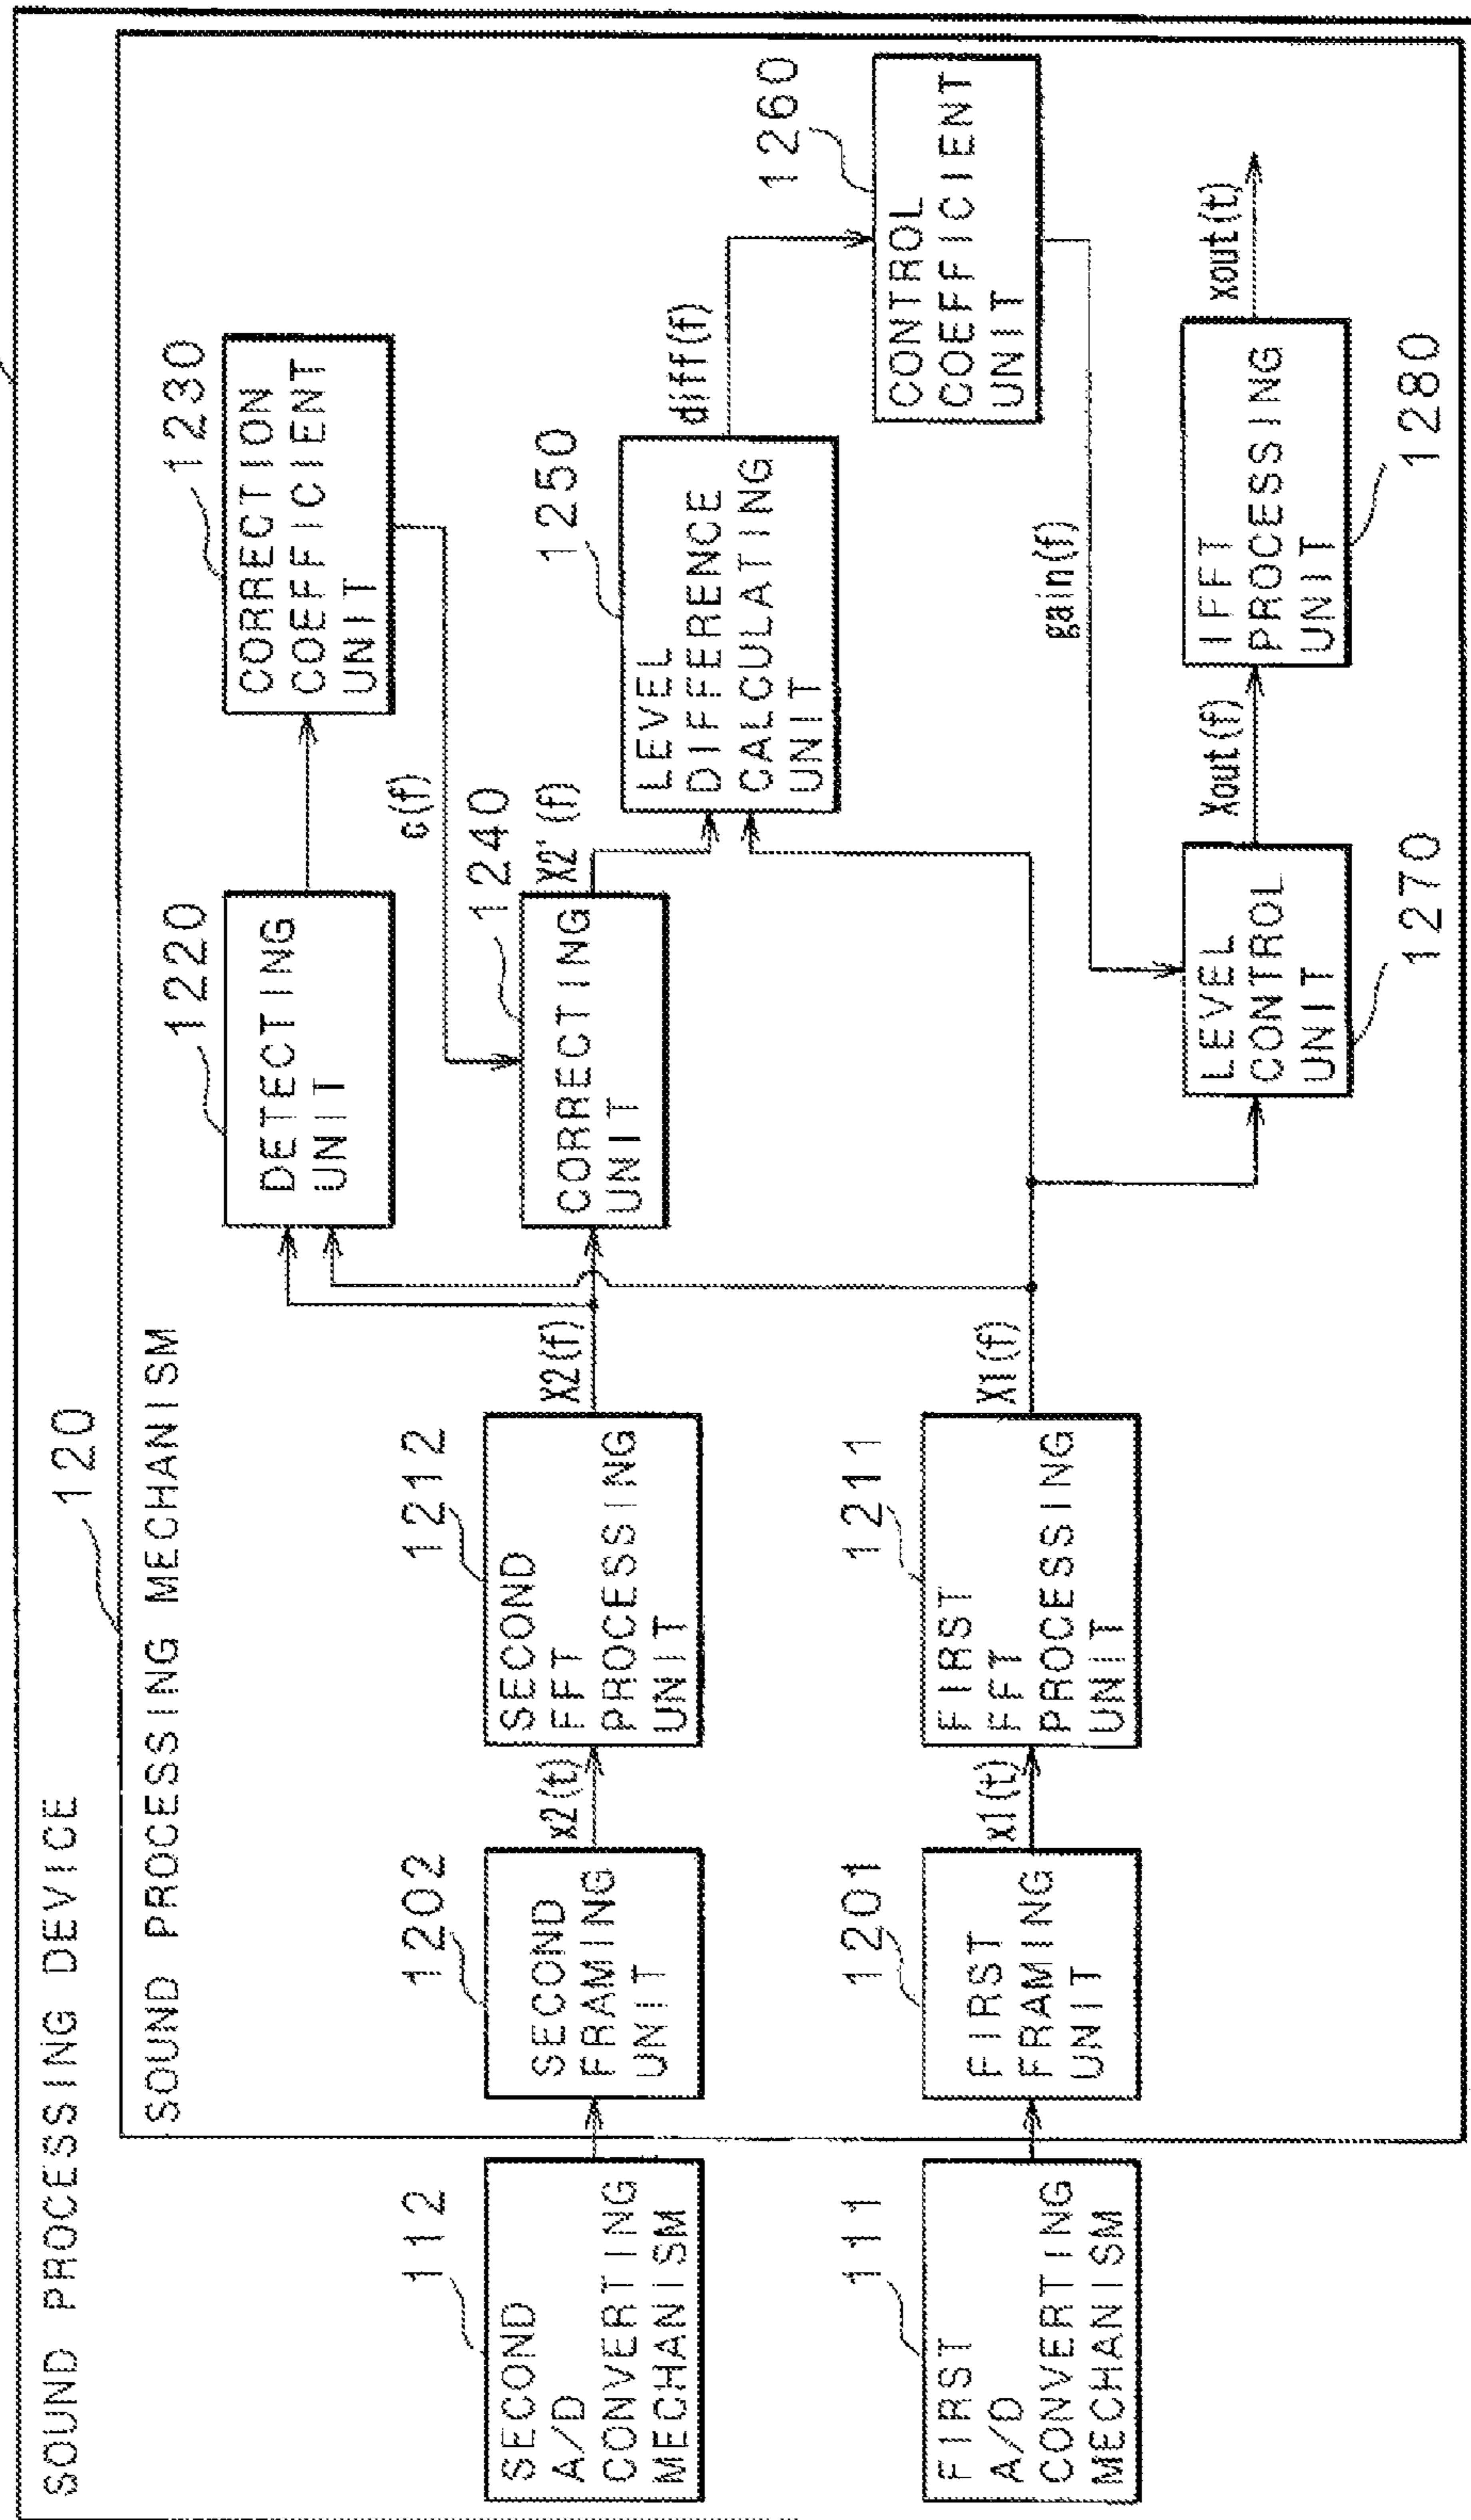 SOUND PROCESSING DEVICE
120
SOUND PROCESSING MECHANISM
112
SECOND
A/D
CONVERTING
MECHANISM
1202
SECOND
FRAMING
UNIT
x2(t)
1212
SECOND
FFT
PROCESSING
UNIT
X2(f)
1220
DETECTING
UNIT
1230
CORRECTION
COEFFICIENT
UNIT
c(f)
1240
CORRECTING
UNIT
X2'(f)
1250
LEVEL
DIFFERENCE
CALCULATING
UNIT
diff(f)
1260
CONTROL
COEFFICIENT
UNIT
gain(f)
111
FIRST
A/D
CONVERTING
MECHANISM
1201
FIRST
FRAMING
UNIT
x1(t)
1211
FIRST
FFT
PROCESSING
UNIT
X1(f)
LEVEL
CONTROL
UNIT
1270
Xout(f)
IFFT
PROCESSING
UNIT
1280
xout(t)